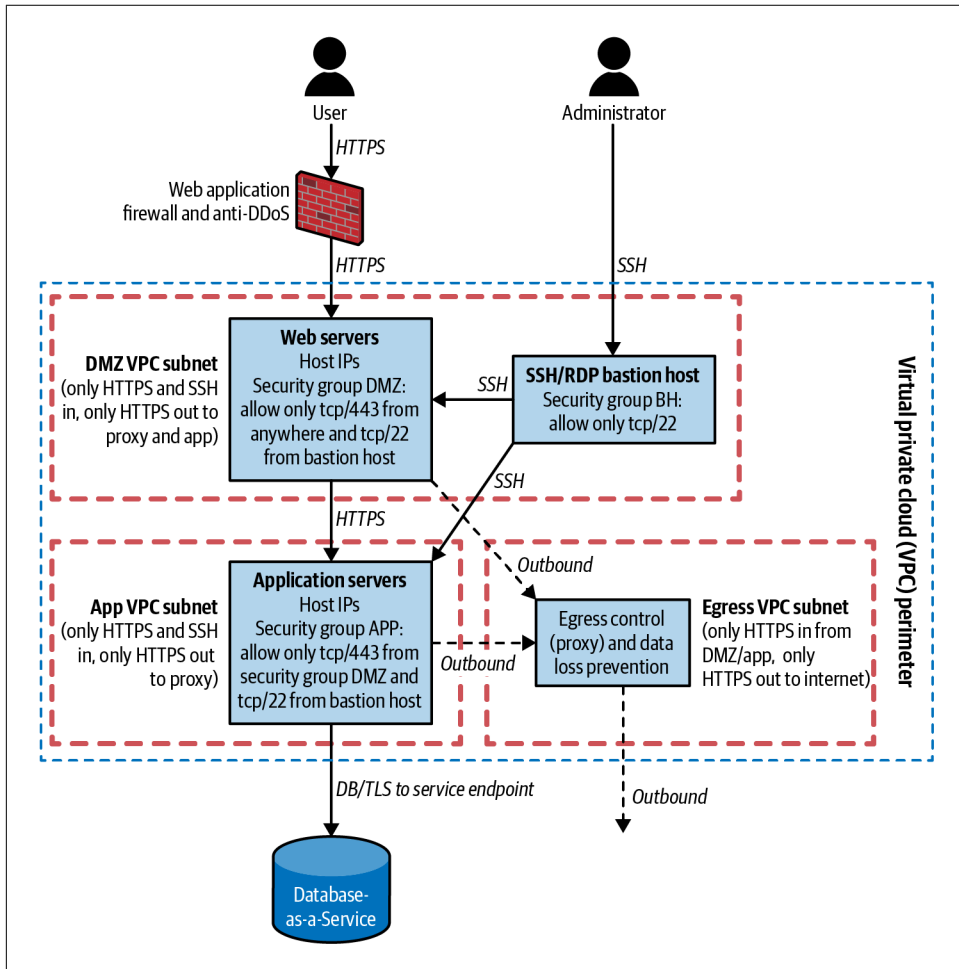 User
Administrator
HTTPS
Web application
firewall and anti-DDoS
HTTPS
SSH
DMZ VPC subnet
(only HTTPS and SSH
in, only HTTPS out to
proxy and app)
Web servers
Host IPs
Security group DMZ:
allow only tcp/443 from
anywhere and tcp/22
from bastion host
SSH
SSH/RDP bastion host
Security group BH:
allow only tcp/22
SSH
HTTPS
Outbound
App VPC subnet
(only HTTPS and SSH
in, only HTTPS out
to proxy)
Application servers
Host IPs
Security group APP:
allow only tcp/443 from
security group DMZ and
tcp/22 from bastion host
Outbound
Egress control
(proxy) and data
loss prevention
Egress VPC subnet
(only HTTPS in from
DMZ/app, only
HTTPS out to internet)
Virtual private cloud (VPC) perimeter
DB/TLS to service endpoint
Outbound
Database-
as-a-Service